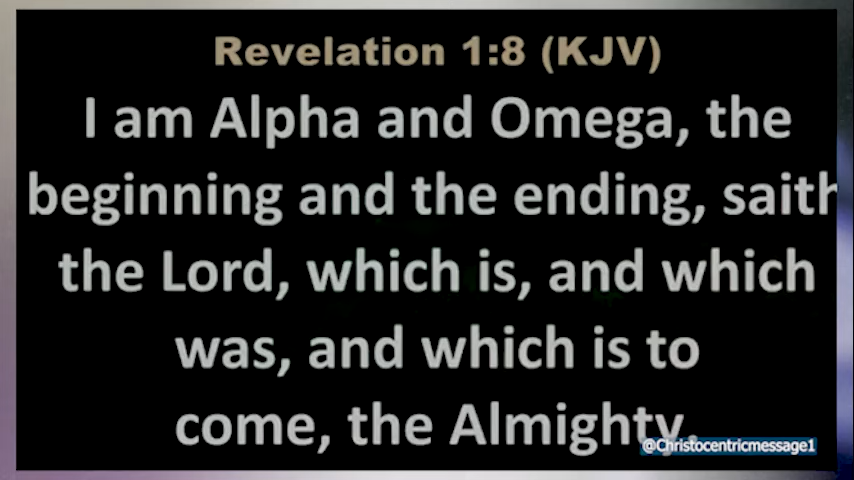 Revelation 1:8 (KJV)
I am Alpha and Omega, the
beginning and the ending, saith
the Lord, which is, and which
was, and which is to
come, the Almighty.
@Christocentricmessage1